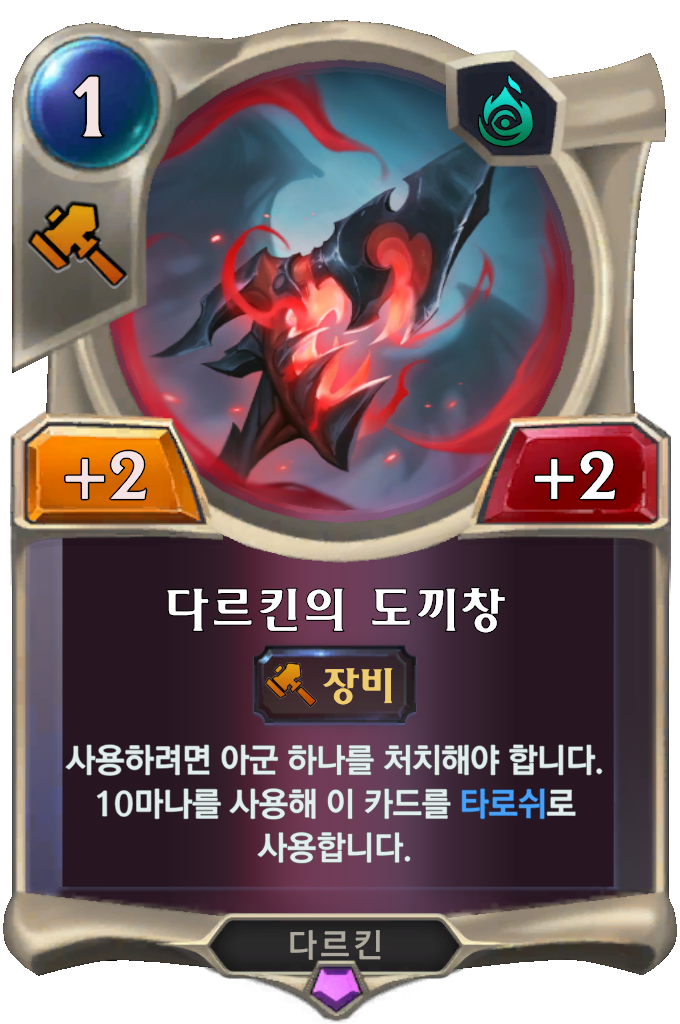 1
+2
+2
다르킨의 도끼창
장비
사용하려면 아군 하나를 처치해야 합니다.
10마나를 사용해 이 카드를 타로쉬로
사용합니다.
다르킨